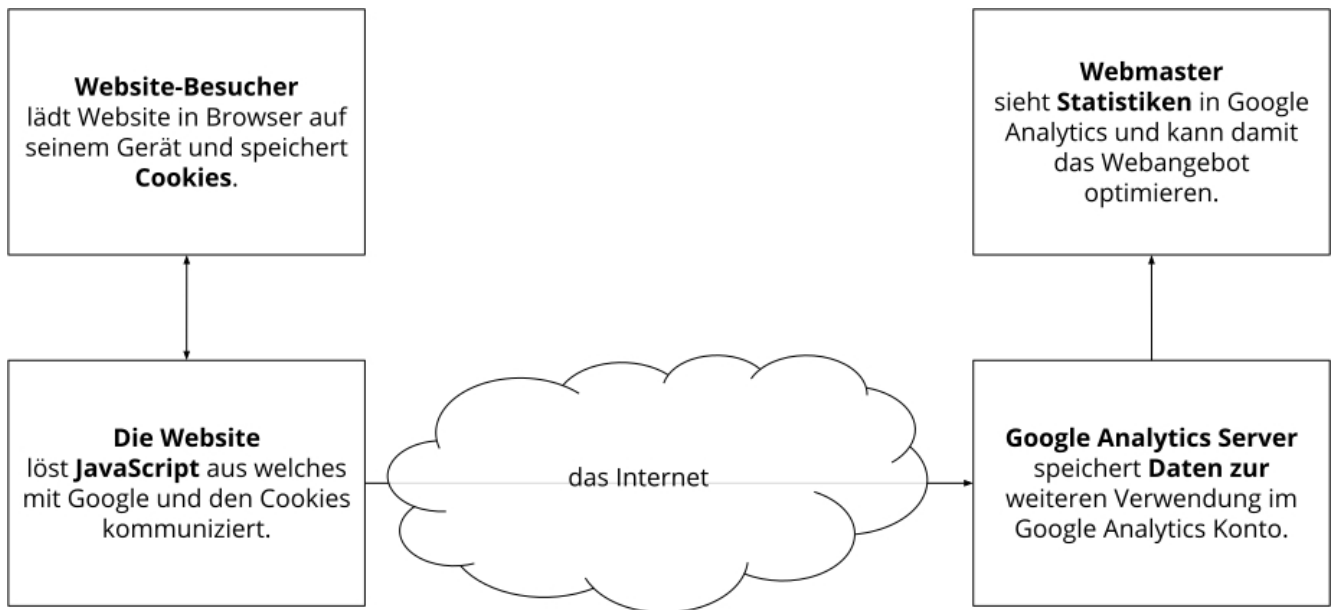 Website-Besucher
lädt Website in Browser auf
seinem Gerät und speichert
Cookies.
Webmaster
sieht Statistiken in Google
Analytics und kann damit
das Webangebot
optimieren.
Die Website
löst JavaScript aus welches
mit Google und den Cookies
kommuniziert.
das Internet
Google Analytics Server
speichert Daten zur
weiteren Verwendung im
Google Analytics Konto.